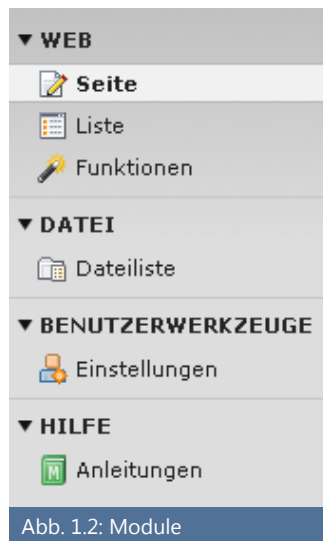 WEB
Seite
Liste
Funktionen
DATEI
Dateiliste
BENUTZERWERKZEUGE
Einstellungen
HILFE
M Anleitungen
Abb. 1.2: Module